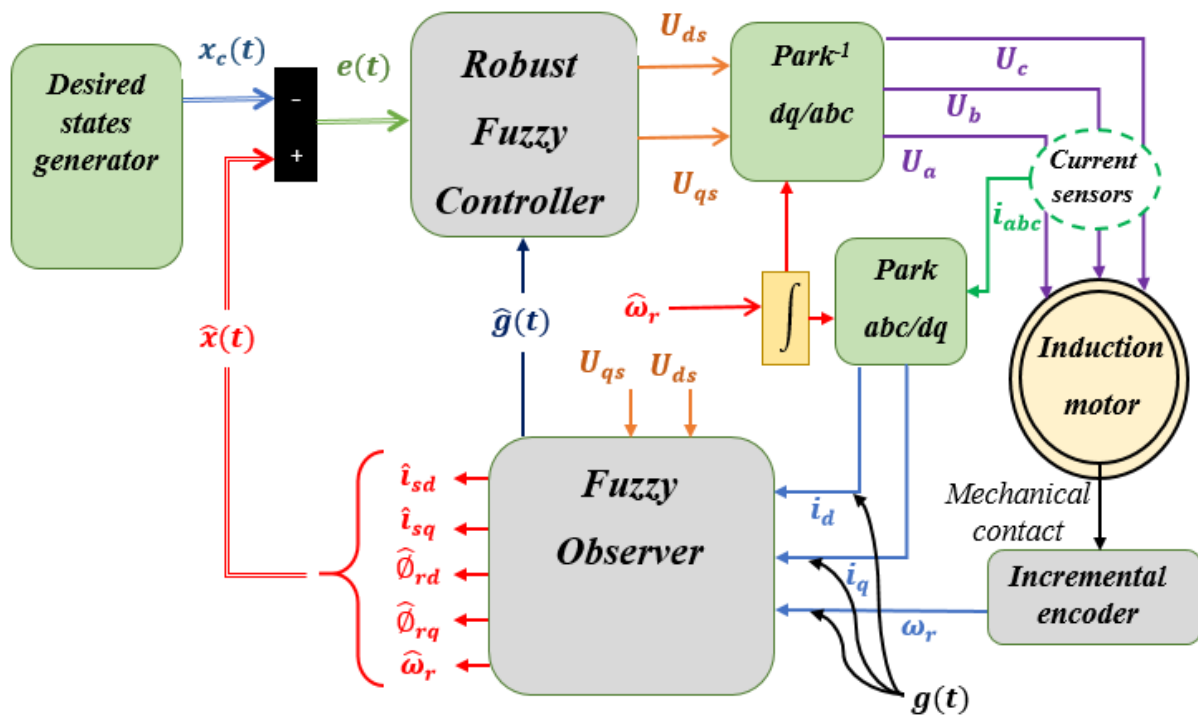 Desired
states
generator
x_c(t)
−
+
e(t)
Robust
Fuzzy
Controller
U_ds
U_qs
Park⁻¹
dq/abc
U_c
U_b
U_a
Current
sensors
i_abc
Park
abc/dq
ω̂_r
∫
x̂(t)
ĝ(t)
U_qs
U_ds
Induction
motor
Mechanical
contact
Incremental
encoder
Fuzzy
Observer
î_sd
î_sq
∅̂_rd
∅̂_rq
ω̂_r
i_d
i_q
ω_r
g(t)